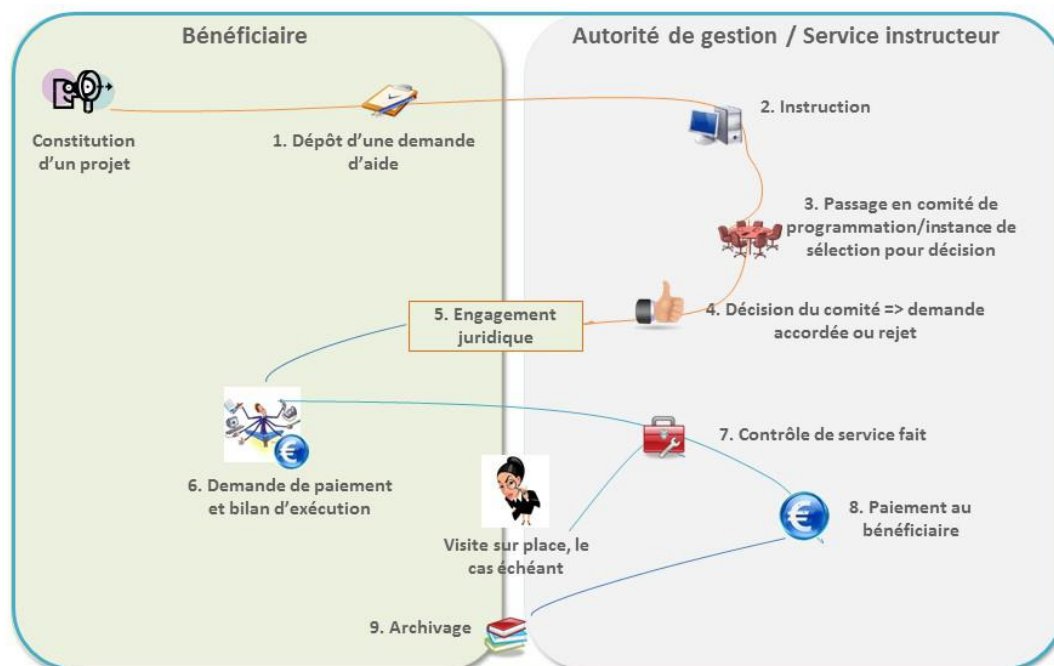 Bénéficiaire
Autorité de gestion / Service instructeur
Constitution
d’un projet
1. Dépôt d’une demande
d’aide
2. Instruction
3. Passage en comité de
programmation/instance de
sélection pour décision
4. Décision du comité => demande
accordée ou rejet
5. Engagement
juridique
6. Demande de paiement
et bilan d’exécution
7. Contrôle de service fait
Visite sur place, le
cas échéant
8. Paiement au
bénéficiaire
9. Archivage